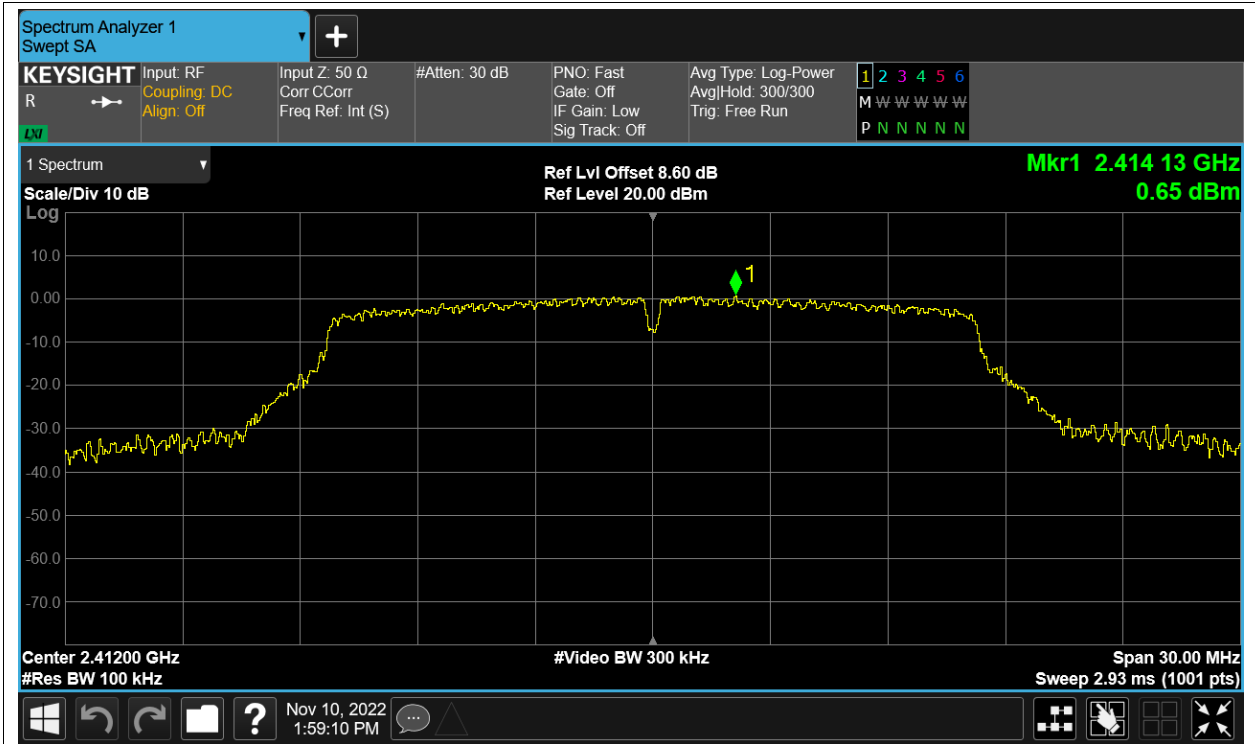 Spectrum Analyzer 1
Swept SA
KEYSIGHT
R
LXI
Input: RF
Coupling: DC
Align: Off
Input Z: 50 Ω
Corr CCorr
Freq Ref: Int (S)
#Atten: 30 dB
PNO: Fast
Gate: Off
IF Gain: Low
Sig Track: Off
Avg Type: Log-Power
Avg|Hold: 300/300
Trig: Free Run
1 2 3 4 5 6
M W W W W W
P N N N N N
1 Spectrum
Scale/Div 10 dB
Log
Ref Lvl Offset 8.60 dB
Ref Level 20.00 dBm
Mkr1 2.414 13 GHz
0.65 dBm
10.0
0.00
-10.0
-20.0
-30.0
-40.0
-50.0
-60.0
-70.0
1
Center 2.41200 GHz
#Res BW 100 kHz
#Video BW 300 kHz
Span 30.00 MHz
Sweep 2.93 ms (1001 pts)
?
Nov 10, 2022
1:59:10 PM